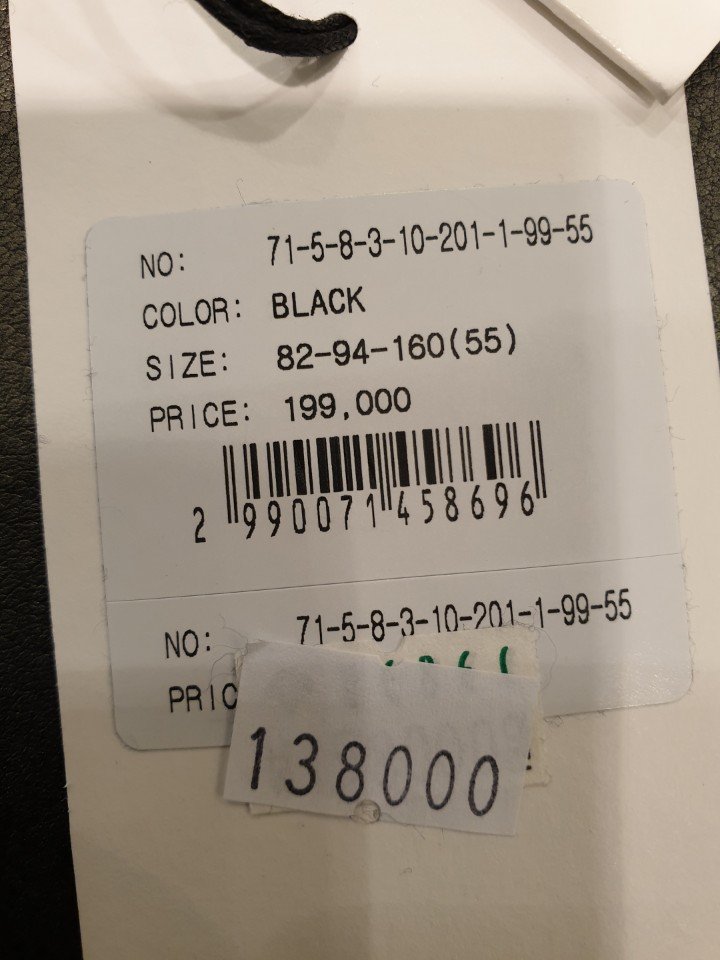 NO: 71-5-8-3-10-201-1-99-55
COLOR: BLACK
SIZE: 82-94-160(55)
PRICE: 199,000
2 990071 458696
NO: 71-5-8-3-10-201-1-99-55
PRIC
138000